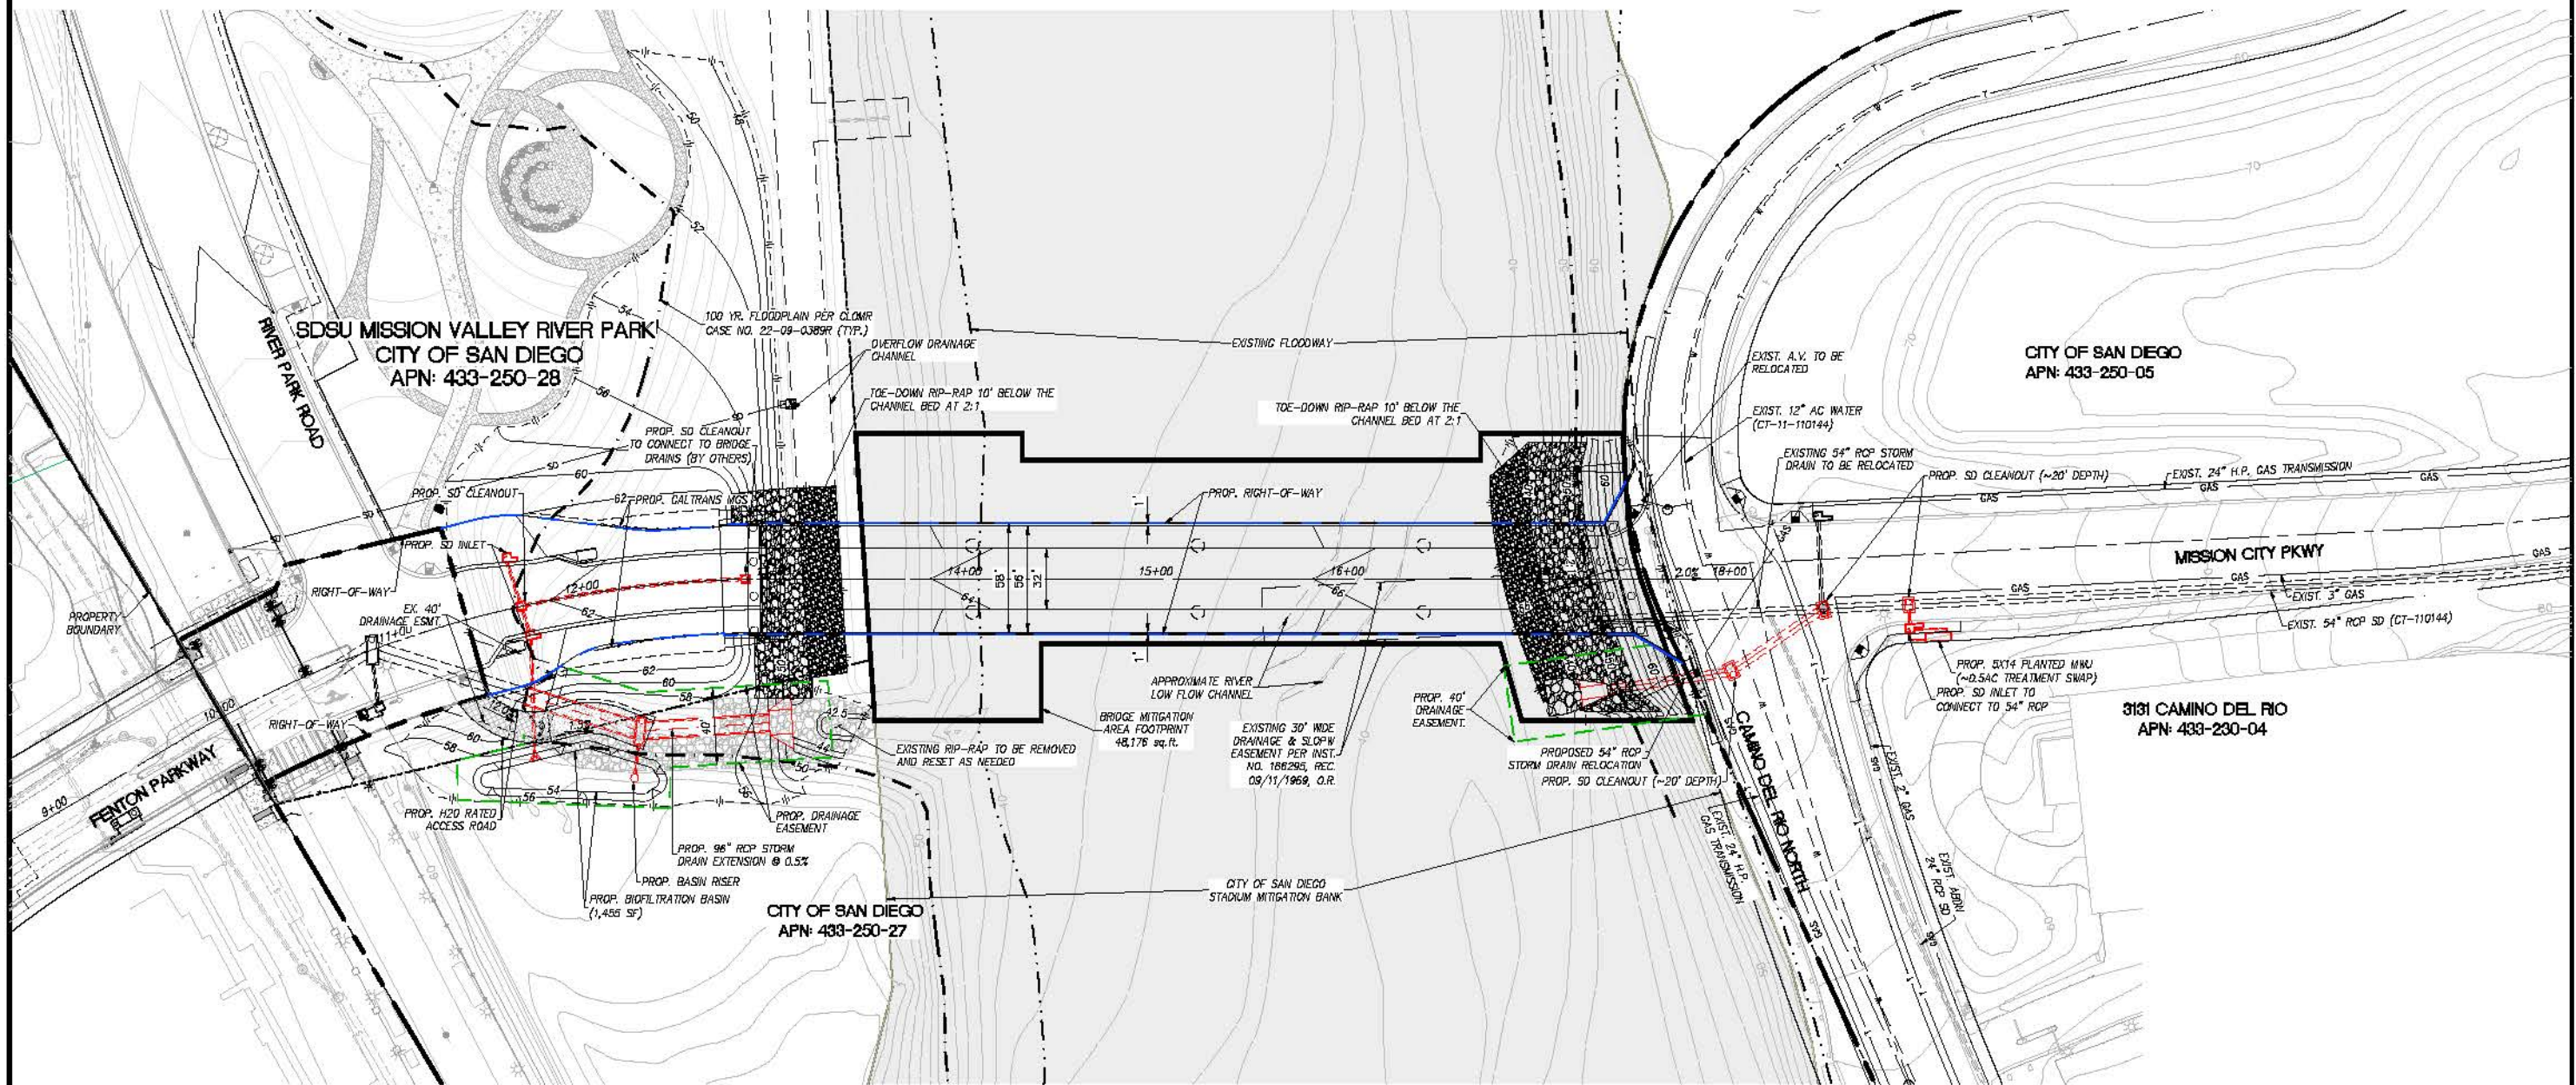 SDSU MISSION VALLEY RIVER PARK
CITY OF SAN DIEGO
APN: 433-250-28
RIVER PARK ROAD
100 YR. FLOODPLAIN PER CLOMR
CASE NO. 22-09-0389R (TYP.)
OVERFLOW DRAINAGE
CHANNEL
TOE-DOWN RIP-RAP 10' BELOW THE
CHANNEL BED AT 2:1
PROP. SD CLEANOUT
TO CONNECT TO BRIDGE
DRAINS (BY OTHERS)
PROP. SD CLEANOUT
PROP. CALTRANS MGS
PROP. SD INLET
RIGHT-OF-WAY
EX. 40'
DRAINAGE ESMT.
PROPERTY
BOUNDARY
RIGHT-OF-WAY
FENTON PARKWAY
9+00
10+00
11+00
12+00
14+00
15+00
16+00
18+00
2.0%
58'
56'
32'
1'
1'
40'
PROP. H20 RATED
ACCESS ROAD
PROP. BIOFILTRATION BASIN
(1,455 SF)
PROP. BASIN RISER
PROP. 96" RCP STORM
DRAIN EXTENSION @ 0.5%
PROP. DRAINAGE
EASEMENT
EXISTING RIP-RAP TO BE REMOVED
AND RESET AS NEEDED
CITY OF SAN DIEGO
APN: 433-250-27
EXISTING FLOODWAY
TOE-DOWN RIP-RAP 10' BELOW THE
CHANNEL BED AT 2:1
PROP. RIGHT-OF-WAY
APPROXIMATE RIVER
LOW FLOW CHANNEL
BRIDGE MITIGATION
AREA FOOTPRINT
48,176 sq.ft.
EXISTING 30' WIDE
DRAINAGE & SLOPW
EASEMENT PER INST.
NO. 166295, REC.
09/11/1969, O.R.
PROP. 40'
DRAINAGE
EASEMENT.
PROPOSED 54" RCP
STORM DRAIN RELOCATION
PROP. SD CLEANOUT (~20' DEPTH)
CITY OF SAN DIEGO
STADIUM MITIGATION BANK
EXIST. 24" H.P.
GAS TRANSMISSION
CAMINO DEL RIO NORTH
EXIST. A.V. TO BE
RELOCATED
EXIST. 12" AC WATER
(CT-11-110144)
EXISTING 54" RCP STORM
DRAIN TO BE RELOCATED
PROP. SD CLEANOUT (~20' DEPTH)
EXIST. 24" H.P. GAS TRANSMISSION
GAS
GAS
GAS
CITY OF SAN DIEGO
APN: 433-250-05
MISSION CITY PKWY
GAS
GAS
GAS
EXIST. 3" GAS
EXIST. 54" RCP SD (CT-110144)
PROP. 5X14 PLANTED MWU
(~0.5AC TREATMENT SWAP)
PROP. SD INLET TO
CONNECT TO 54" RCP
3131 CAMINO DEL RIO
APN: 433-230-04
EXIST. 2" GAS
EXIST. ABDN
24" RCP SD